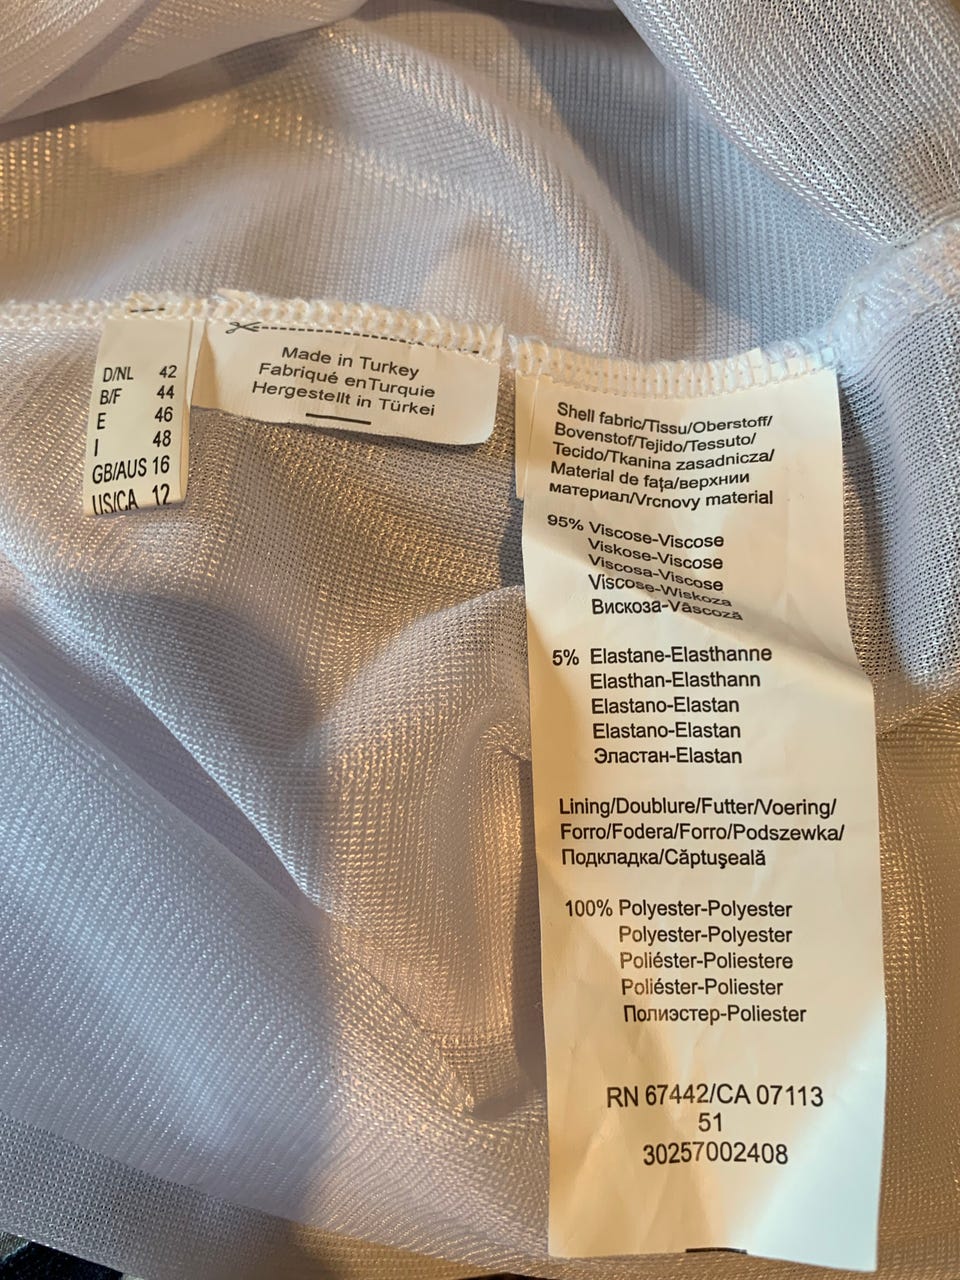 D/NL 42
B/F 44
E 46
I 48
GB/AUS 16
US/CA 12
Made in Turkey
Fabriqué enTurquie
Hergestellt in Türkei
Shell fabric/Tissu/Oberstoff/
Bovenstof/Tejido/Tessuto/
Tecido/Tkanina zasadnicza/
Material de faţa/верхнии
материал/Vrcnovy material
95% Viscose-Viscose
Viskose-Viscose
Viscosa-Viscose
Viscose-Wiskoza
Вискоза-Vâscoză
5% Elastane-Elasthanne
Elasthan-Elasthann
Elastano-Elastan
Elastano-Elastan
Эластан-Elastan
Lining/Doublure/Futter/Voering/
Forro/Fodera/Forro/Podszewka/
Подкладка/Căptuşeală
100% Polyester-Polyester
Polyester-Polyester
Poliéster-Poliestere
Poliéster-Poliester
Полиэстер-Poliester
RN 67442/CA 07113
51
30257002408